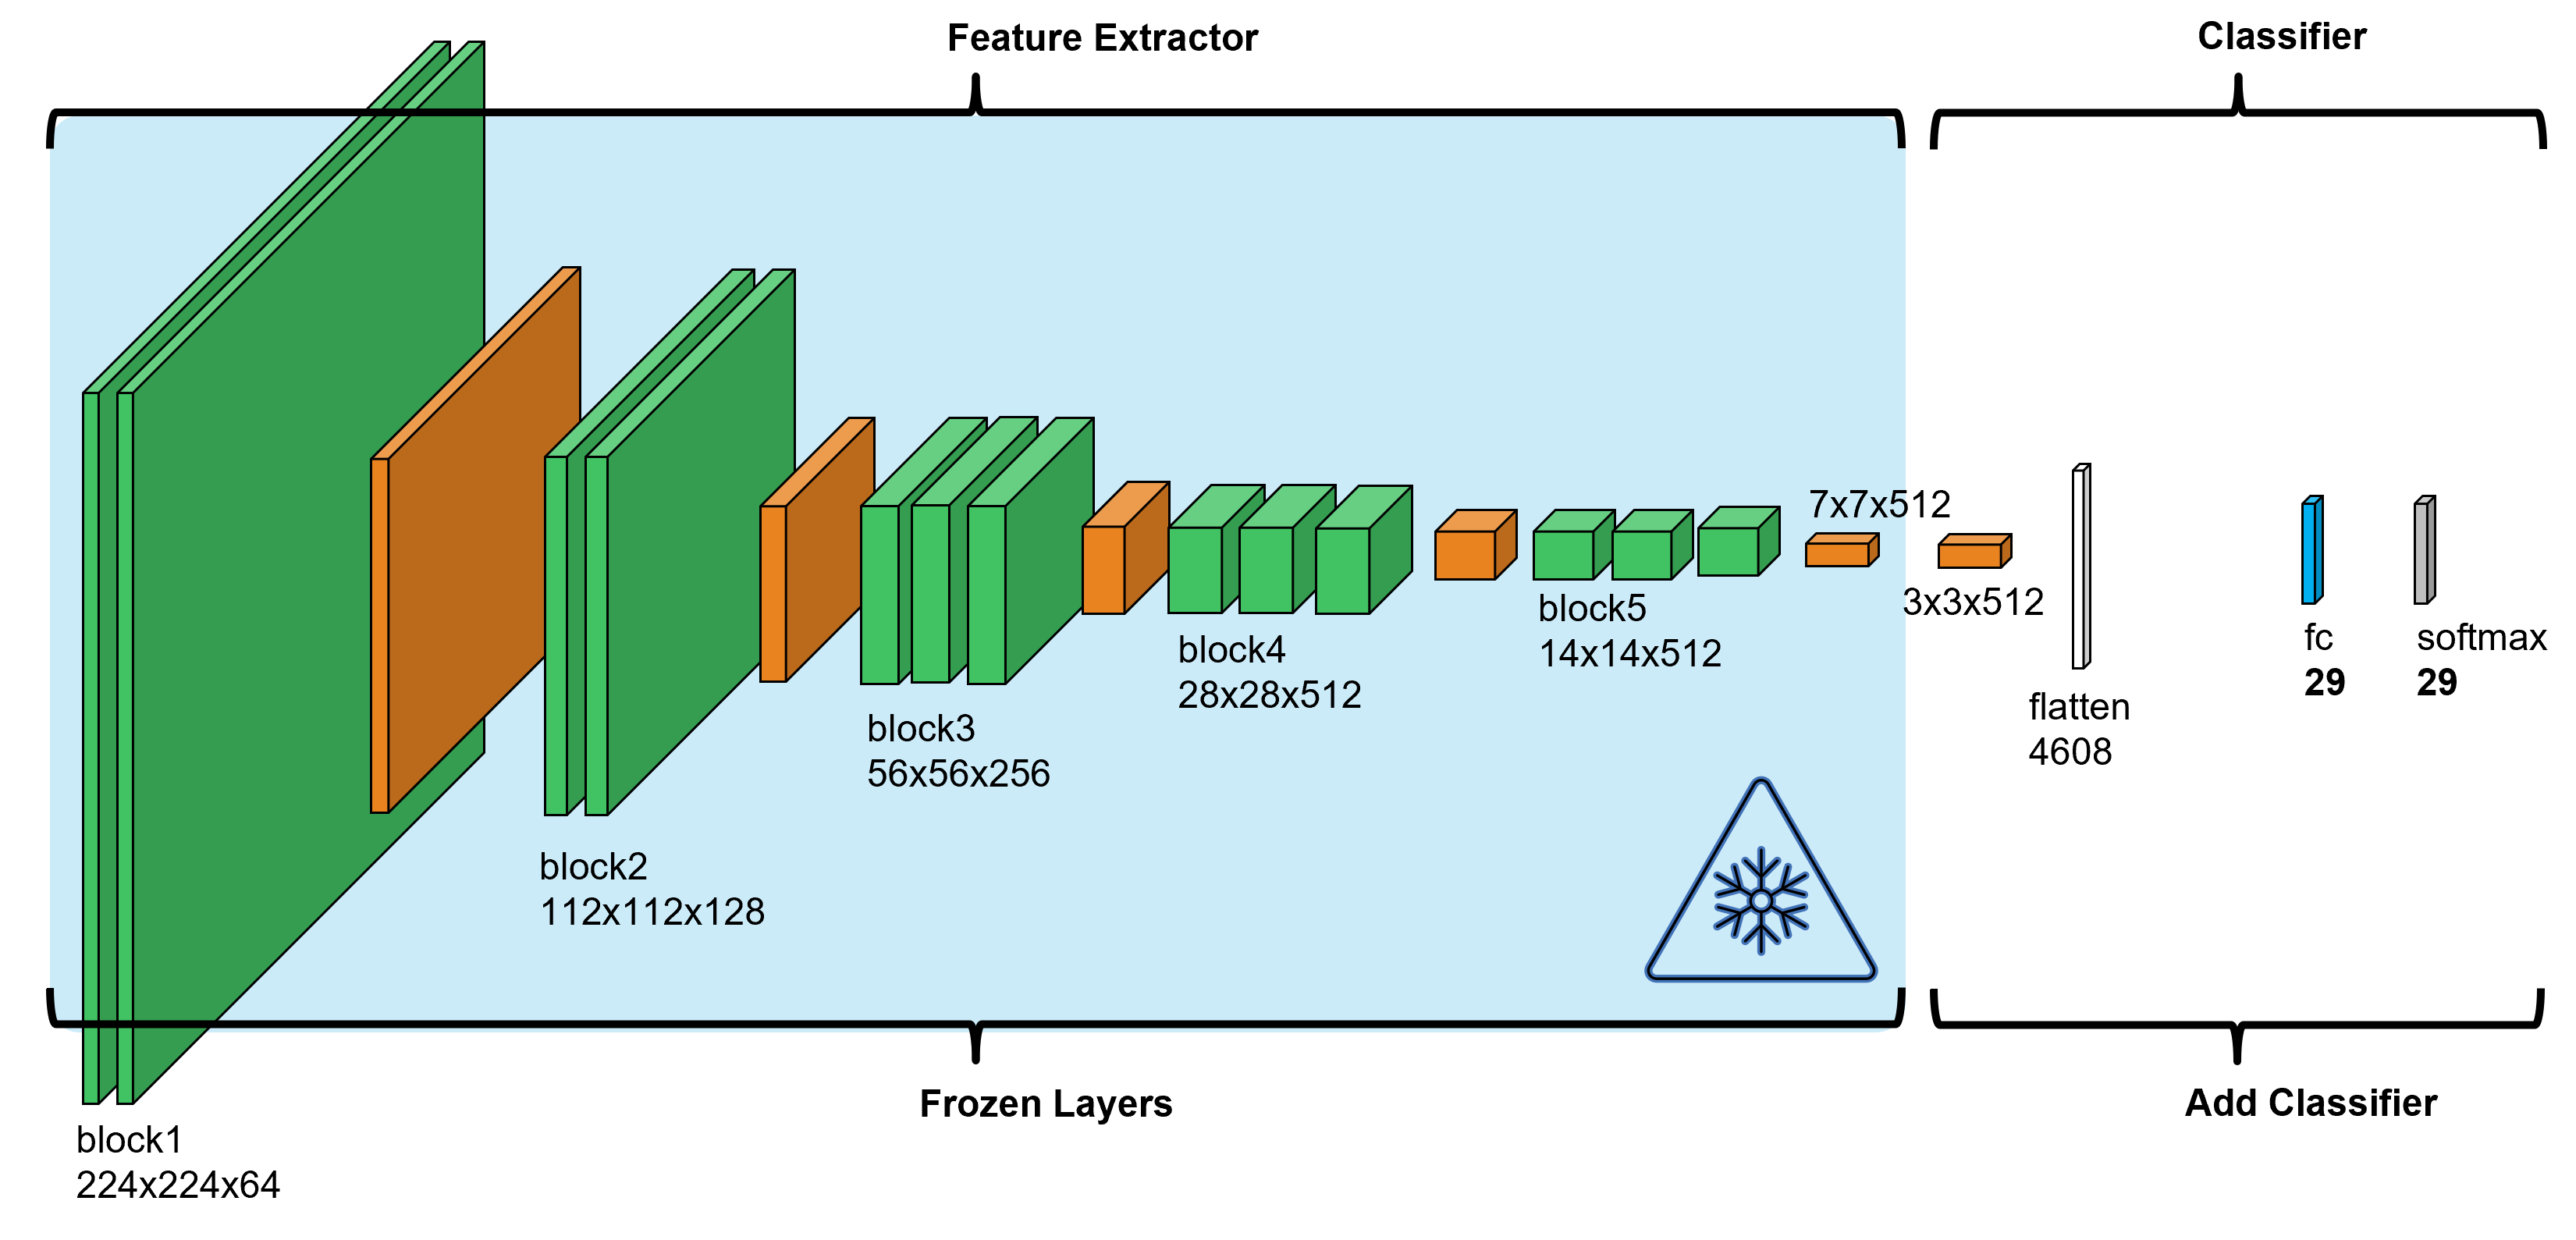 Feature Extractor
Classifier
block1
224x224x64
block2
112x112x128
block3
56x56x256
block4
28x28x512
block5
14x14x512
7x7x512
3x3x512
flatten
4608
fc
29
softmax
29
Frozen Layers
Add Classifier